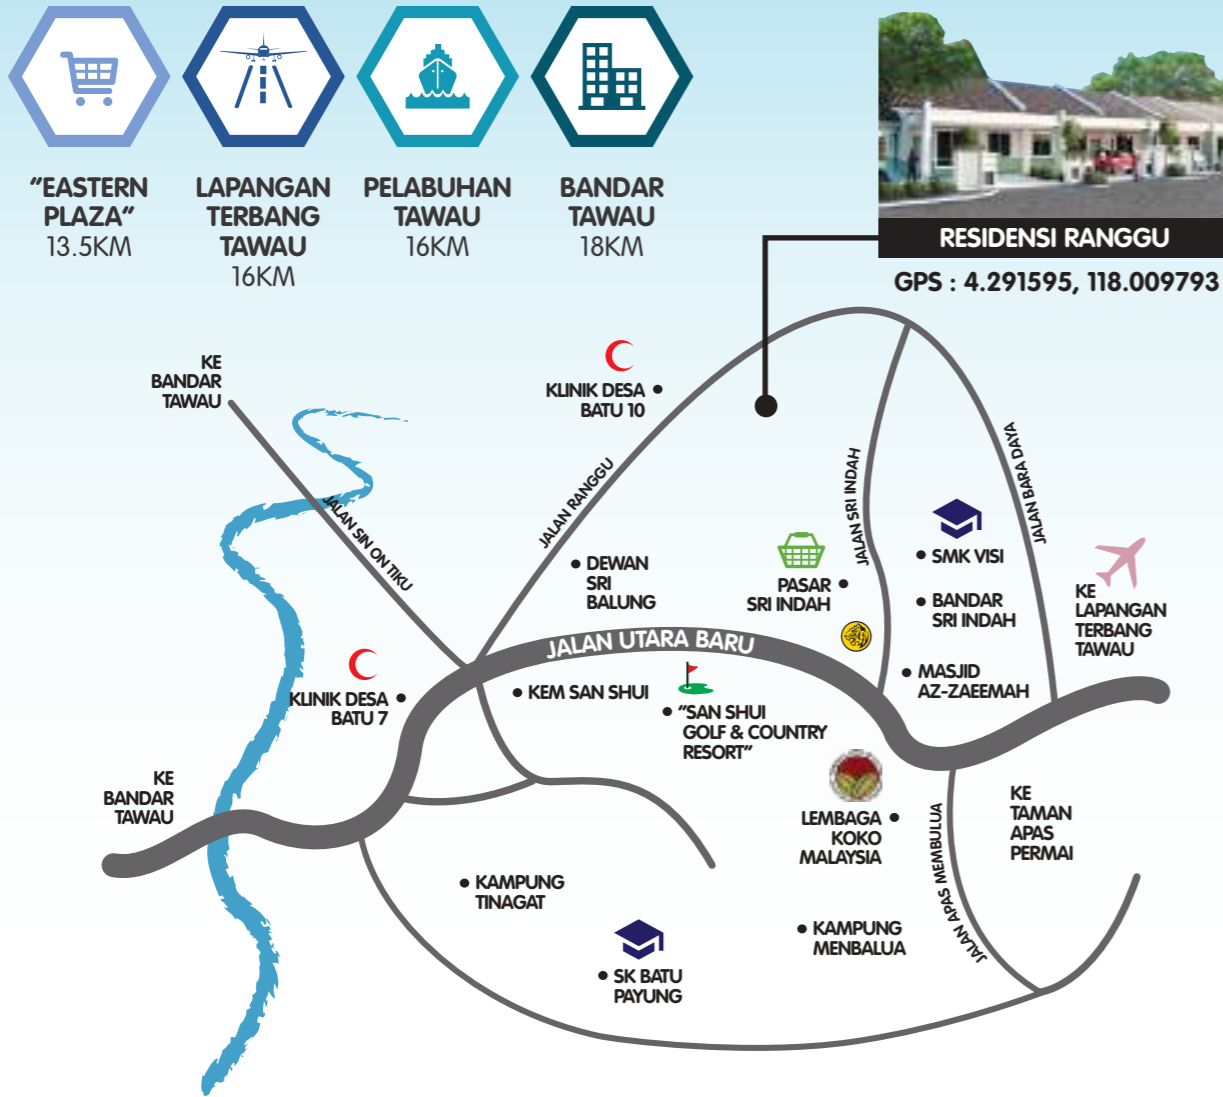 "EASTERN
PLAZA"
13.5KM
LAPANGAN
TERBANG
TAWAU
16KM
PELABUHAN
TAWAU
16KM
BANDAR
TAWAU
18KM
RESIDENSI RANGGU
GPS : 4.291595, 118.009793
KE
BANDAR
TAWAU
KLINIK DESA
BATU 10
JALAN SIN ON TIKU
JALAN RANGGU
JALAN SRI INDAH
JALAN BARA DAYA
DEWAN
SRI
BALUNG
PASAR
SRI INDAH
SMK VISI
BANDAR
SRI INDAH
MASJID
AZ-ZAEEMAH
KE
LAPANGAN
TERBANG
TAWAU
JALAN UTARA BARU
KLINIK DESA
BATU 7
KEM SAN SHUI
"SAN SHUI
GOLF & COUNTRY
RESORT"
KE
BANDAR
TAWAU
LEMBAGA
KOKO
MALAYSIA
JALAN APAS MEMBULUA
KE
TAMAN
APAS
PERMAI
KAMPUNG
TINAGAT
KAMPUNG
MENBALUA
SK BATU
PAYUNG